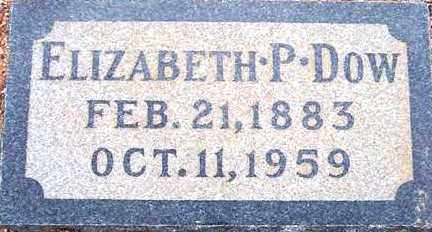 ELIZABETH·P·DOW
FEB. 21, 1883
OCT. 11, 1959